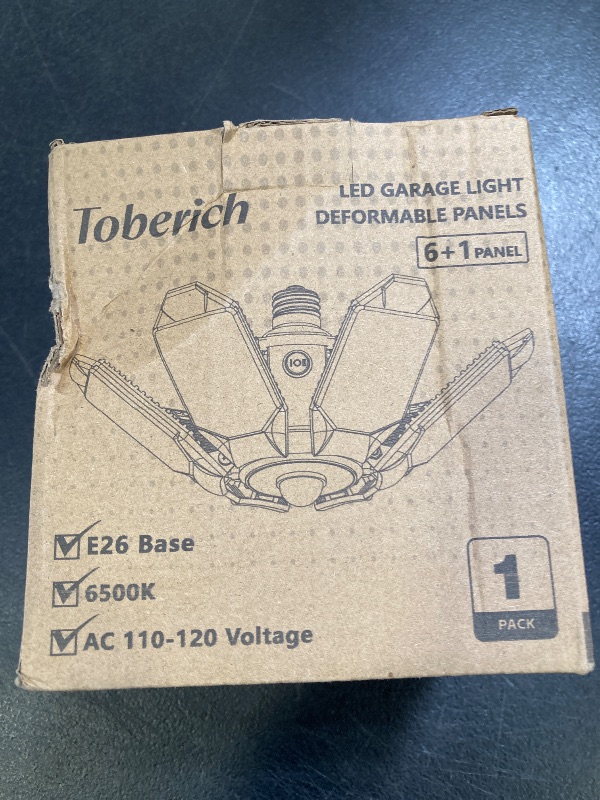 Toberich
LED GARAGE LIGHT
DEFORMABLE PANELS
6+1 PANEL
E26 Base
6500K
AC 110-120 Voltage
1
PACK